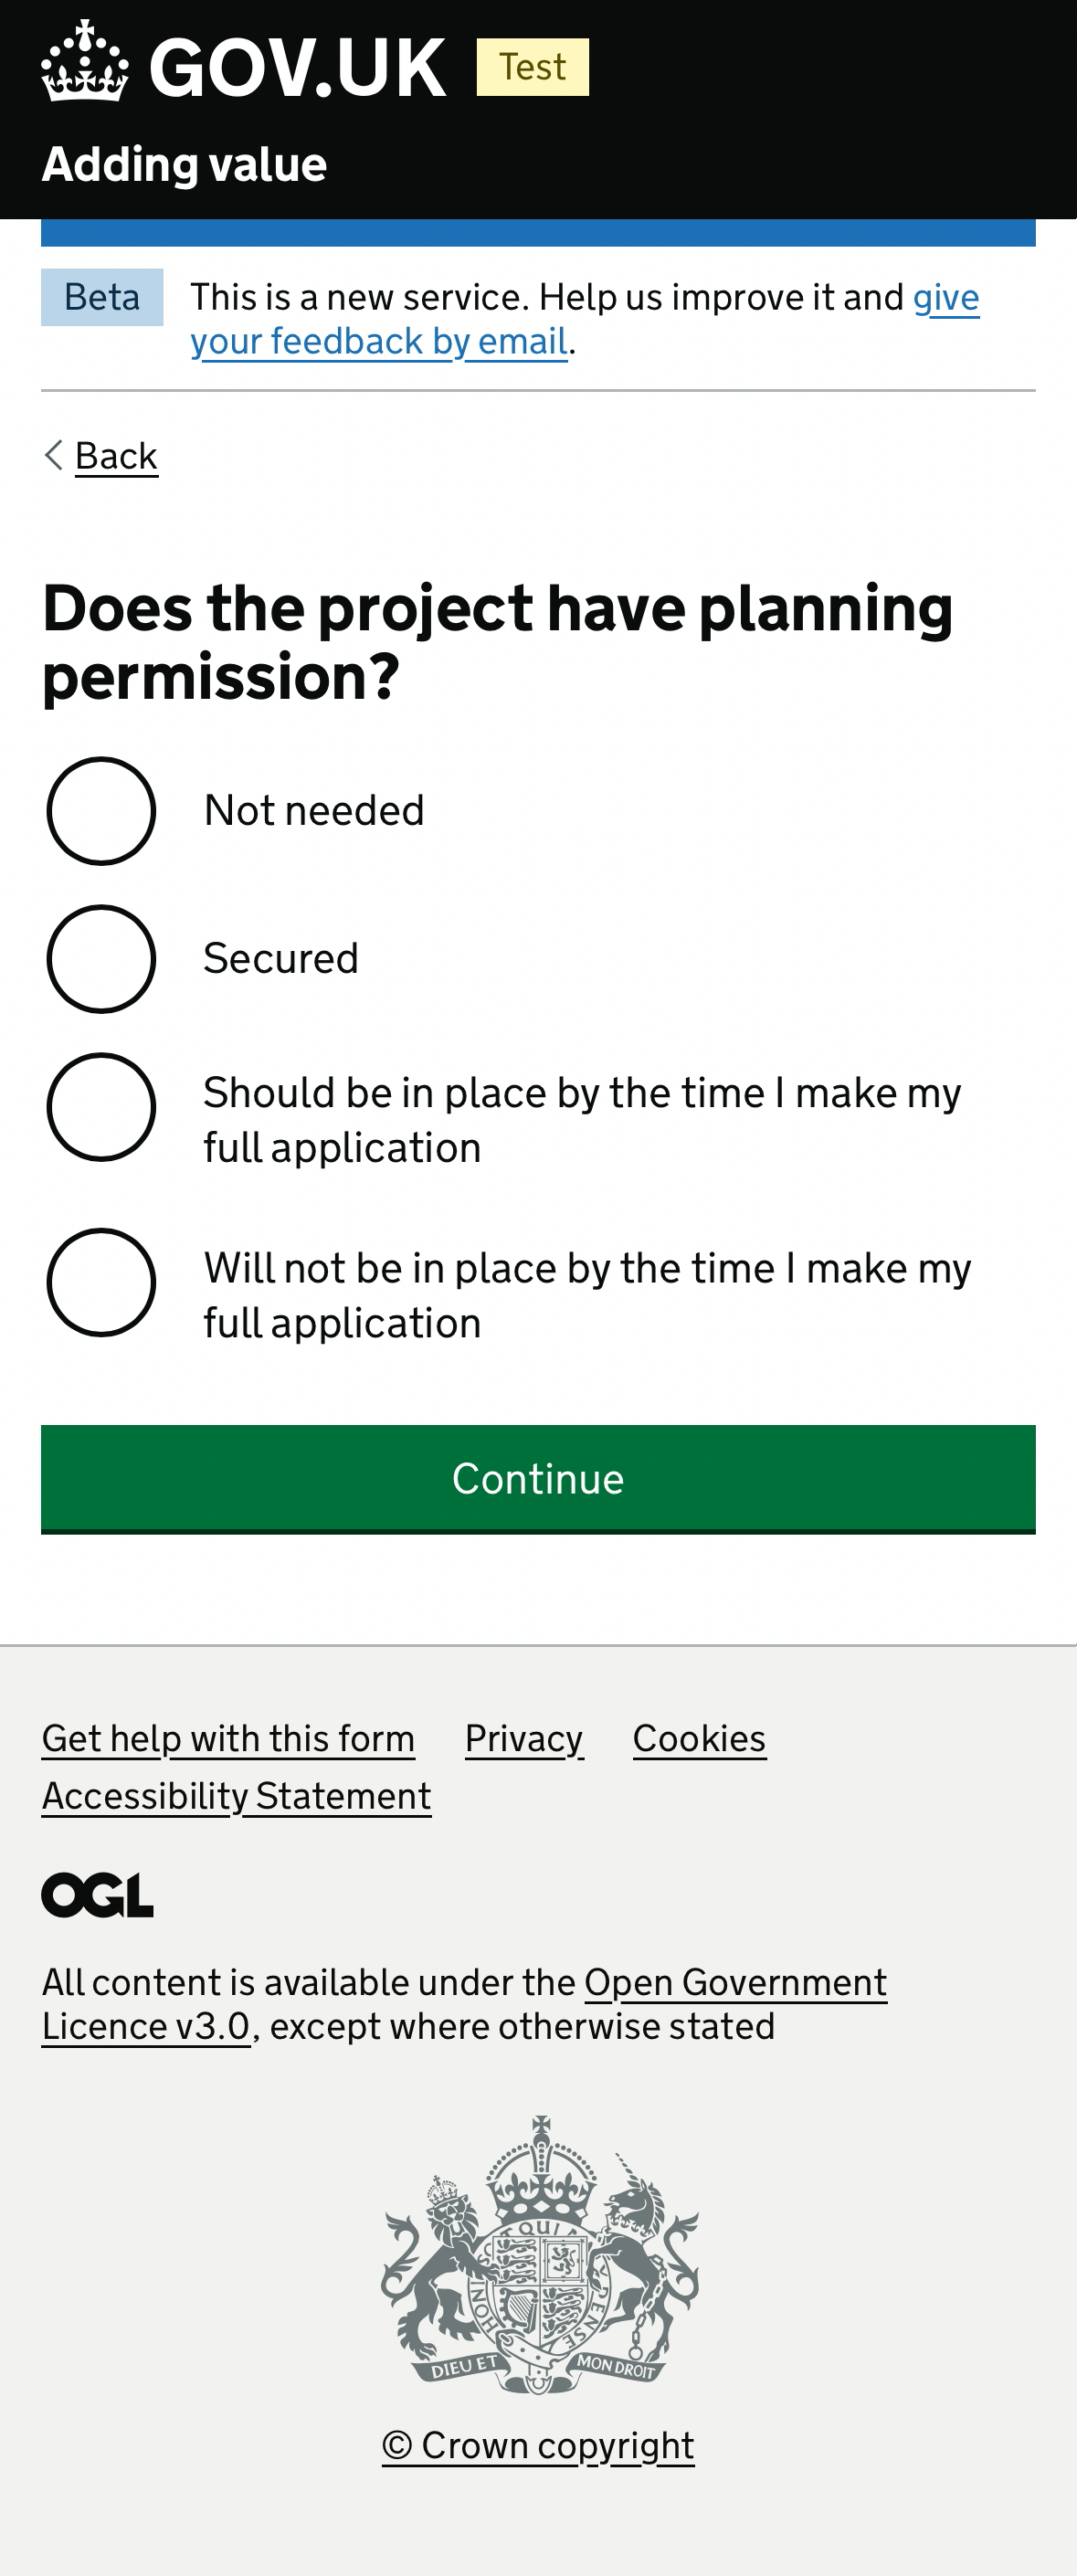 GOV.UK Test
Adding value
Beta This is a new service. Help us improve it and give
your feedback by email.
Back
Does the project have planning
permission?
Not needed
Secured
Should be in place by the time I make my
full application
Will not be in place by the time I make my
full application
Continue
Get help with this form Privacy Cookies
Accessibility Statement
OGL
All content is available under the Open Government
Licence v3.0, except where otherwise stated
QUI
HONI
PENSE
DIEU ET MON DROIT
© Crown copyright